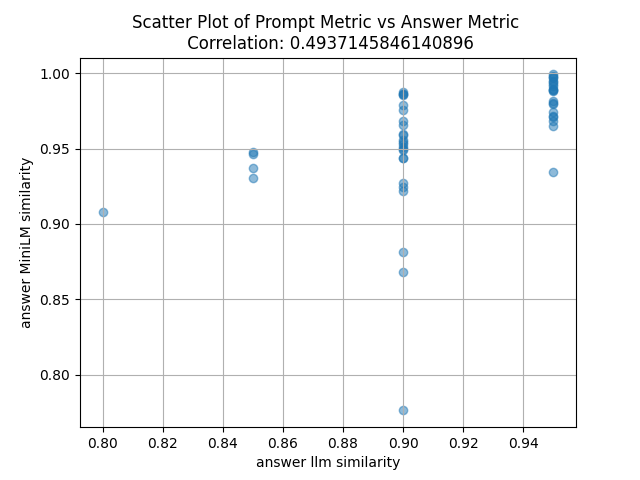 Scatter Plot of Prompt Metric vs Answer Metric
Correlation: 0.4937145846140896
1.00
0.95
0.90
0.85
0.80
answer MiniLM similarity
0.80 0.82 0.84 0.86 0.88 0.90 0.92 0.94
answer llm similarity